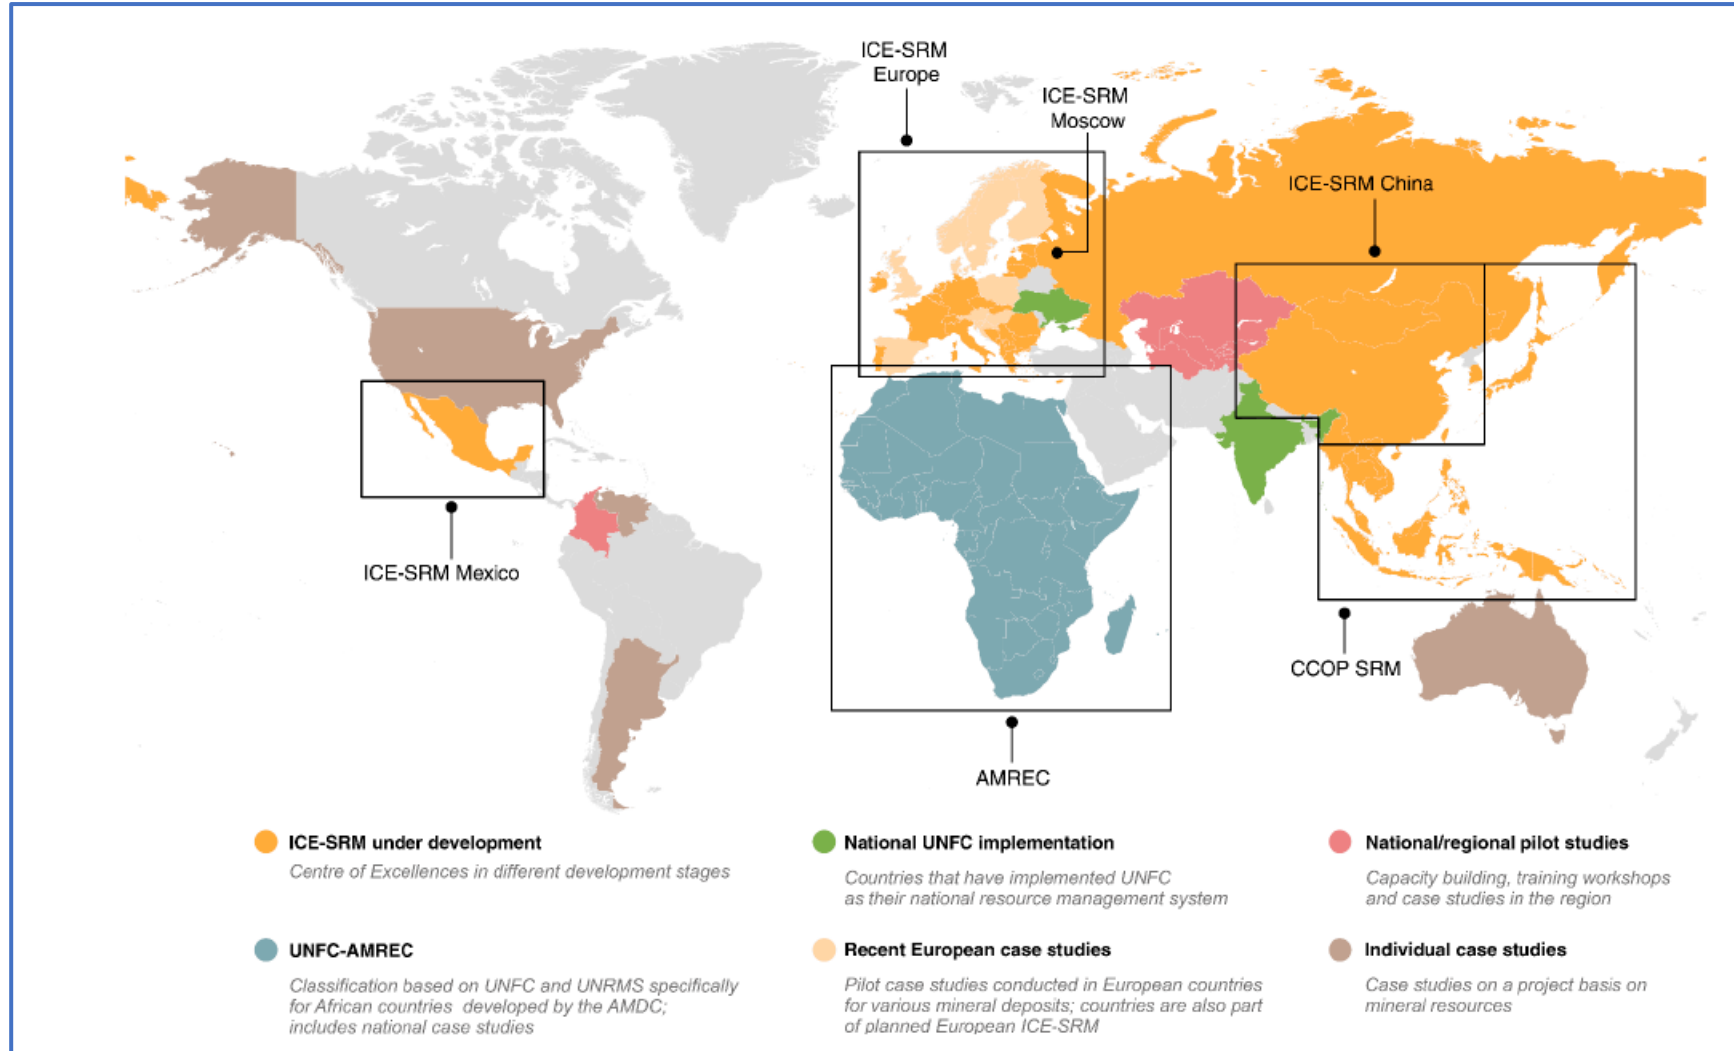 ICE-SRM
Europe
ICE-SRM
Moscow
ICE-SRM China
ICE-SRM Mexico
CCOP SRM
AMREC
ICE-SRM under development
Centre of Excellences in different development stages
National UNFC implementation
Countries that have implemented UNFC
as their national resource management system
National/regional pilot studies
Capacity building, training workshops
and case studies in the region
UNFC-AMREC
Classification based on UNFC and UNRMS specifically
for African countries developed by the AMDC;
includes national case studies
Recent European case studies
Pilot case studies conducted in European countries
for various mineral deposits; countries are also part
of planned European ICE-SRM
Individual case studies
Case studies on a project basis on
mineral resources